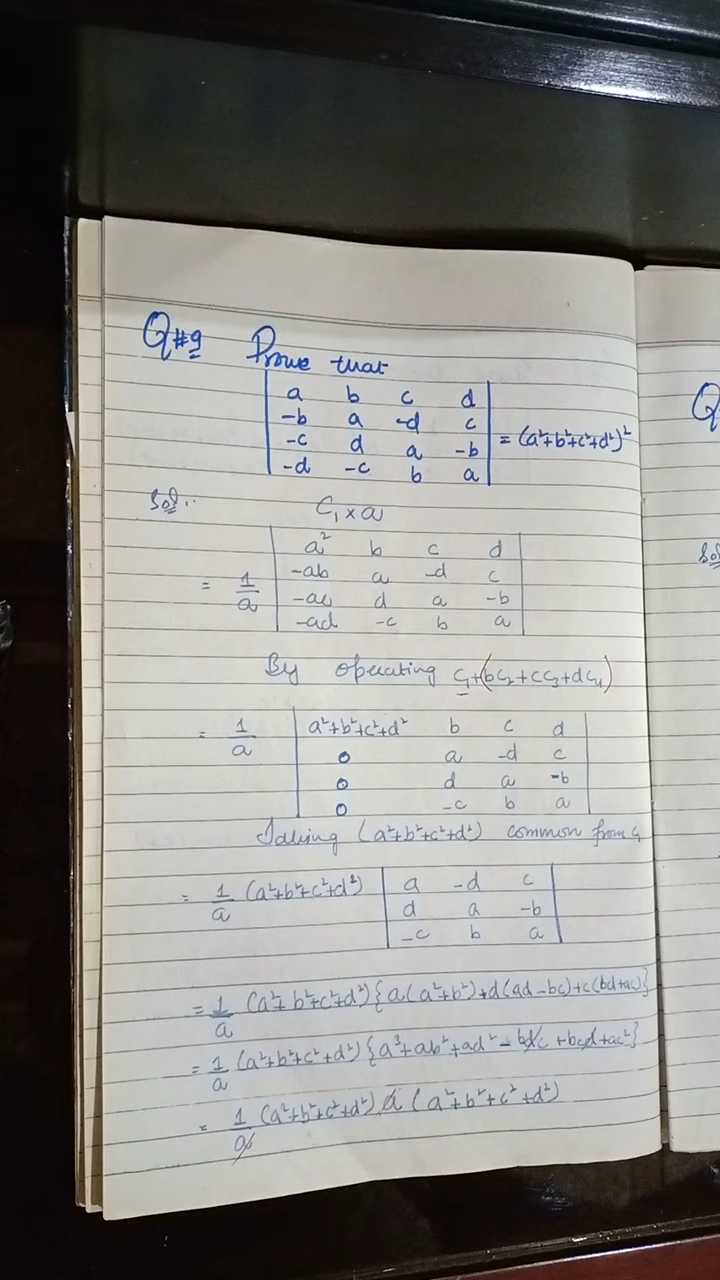 Q#9 Prove that
a b c d
-b a -d c
-c d a -b = (a²+b²+c²+d²)²
-d -c b a
Sol..
C₁ × a
a² b c d
-ab a -d c
= 1/a -ac d a -b
-ad -c b a
By operating C₁+(bC₂+cC₃+dC₄)
= 1/a a²+b²+c²+d² b c d
0 a -d c
0 d a -b
0 -c b a
Taking (a²+b²+c²+d²) common from C₁
= 1/a (a²+b²+c²+d²) a -d c
d a -b
-c b a
= 1/a (a²+b²+c²+d²){a(a²+b²)+d(ad-bc)+c(bd+ac)}
= 1/a (a²+b²+c²+d²){a³+ab²+ad²-bdc+bcd+ac²}
= 1/a (a²+b²+c²+d²) a (a²+b²+c²+d²)
Q
Sol